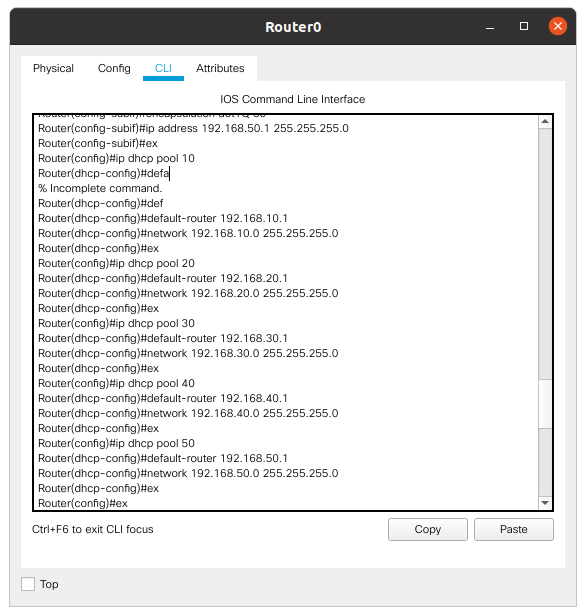 Router0
Physical Config CLI Attributes
IOS Command Line Interface
Router(config-subif)#ip address 192.168.50.1 255.255.255.0
Router(config-subif)#ex
Router(config)#ip dhcp pool 10
Router(dhcp-config)#defa
% Incomplete command.
Router(dhcp-config)#def
Router(dhcp-config)#default-router 192.168.10.1
Router(dhcp-config)#network 192.168.10.0 255.255.255.0
Router(dhcp-config)#ex
Router(config)#ip dhcp pool 20
Router(dhcp-config)#default-router 192.168.20.1
Router(dhcp-config)#network 192.168.20.0 255.255.255.0
Router(dhcp-config)#ex
Router(config)#ip dhcp pool 30
Router(dhcp-config)#default-router 192.168.30.1
Router(dhcp-config)#network 192.168.30.0 255.255.255.0
Router(dhcp-config)#ex
Router(config)#ip dhcp pool 40
Router(dhcp-config)#default-router 192.168.40.1
Router(dhcp-config)#network 192.168.40.0 255.255.255.0
Router(dhcp-config)#ex
Router(config)#ip dhcp pool 50
Router(dhcp-config)#default-router 192.168.50.1
Router(dhcp-config)#network 192.168.50.0 255.255.255.0
Router(dhcp-config)#ex
Router(config)#ex
Ctrl+F6 to exit CLI focus
Copy Paste
Top